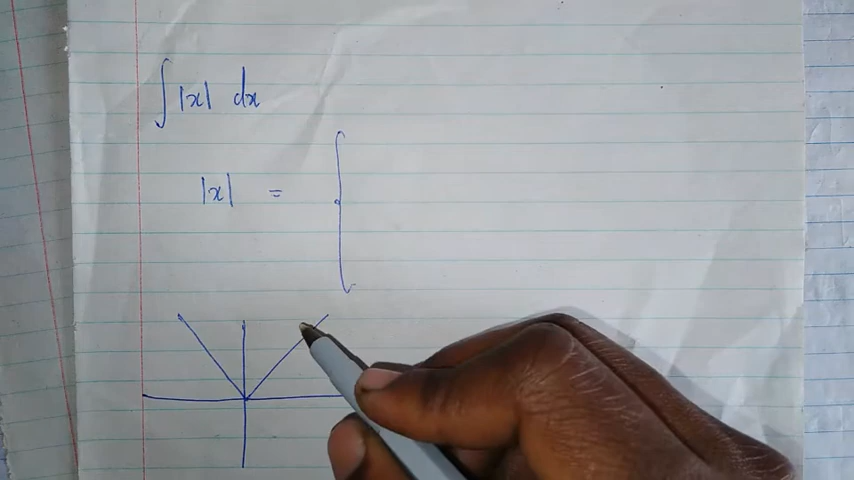 ∫ |x| dx
|x| = {